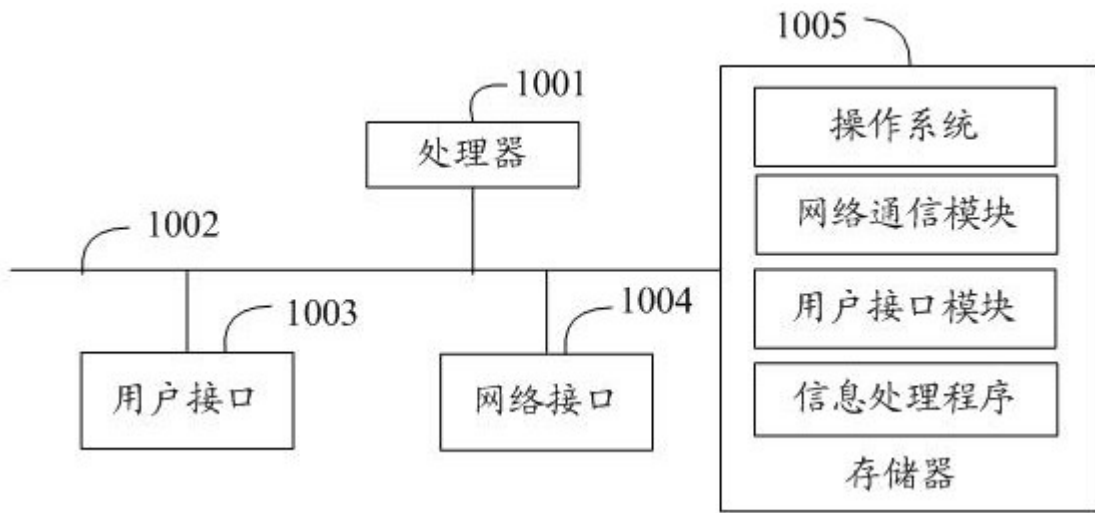 1005
1001
操作系统
处理器
网络通信模块
1002
1003
1004
用户接口模块
用户接口
网络接口
信息处理程序
存储器